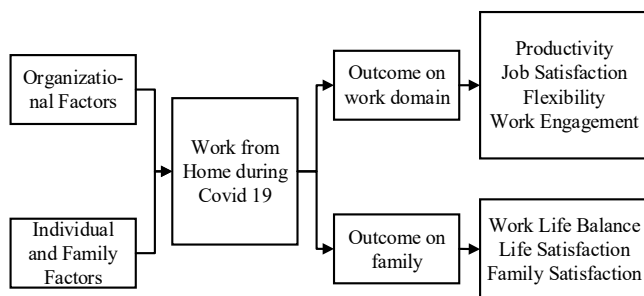 Organizatio-
nal Factors
Individual
and Family
Factors
Work from
Home during
Covid 19
Outcome on
work domain
Outcome on
family
Productivity
Job Satisfaction
Flexibility
Work Engagement
Work Life Balance
Life Satisfaction
Family Satisfaction